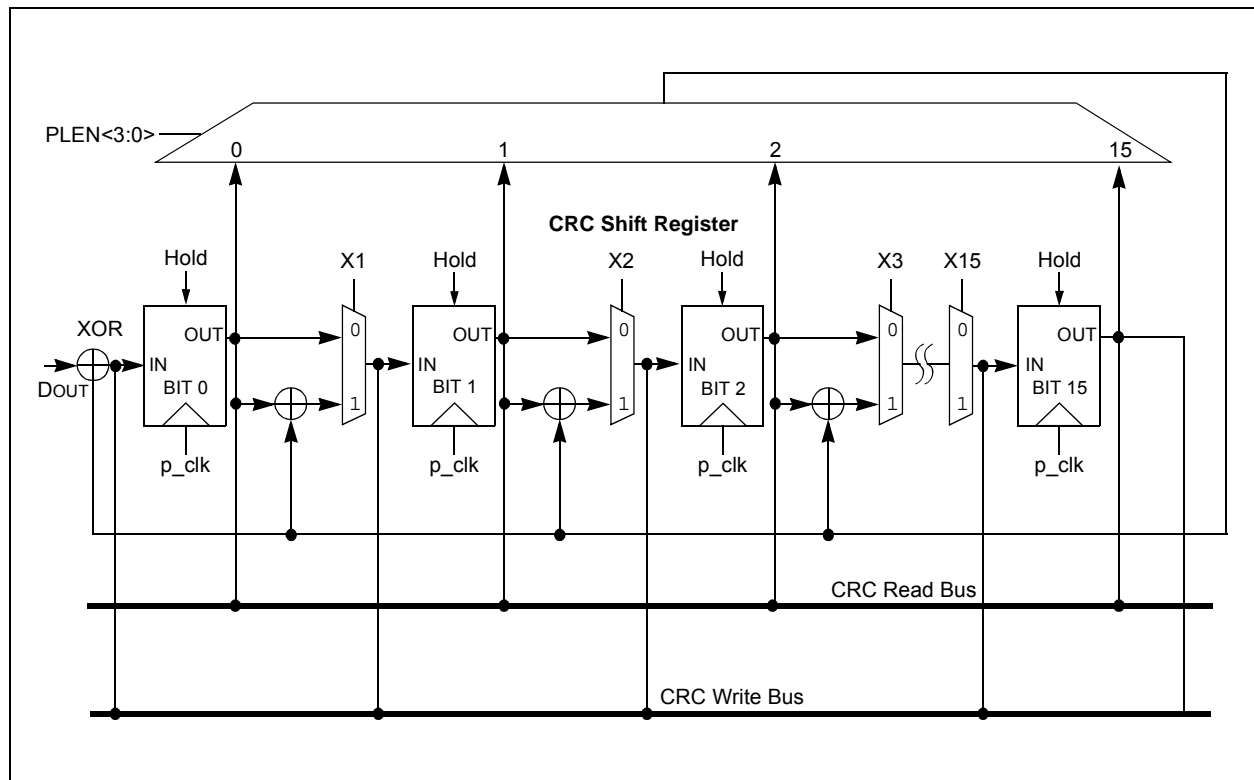 PLEN<3:0>
0 1 2 15
CRC Shift Register
Hold X1 Hold X2 Hold X3 X15 Hold
XOR
OUT 0 OUT 0 OUT 0 0 OUT
IN IN IN IN
DOUT
BIT 0 1 BIT 1 1 BIT 2 1 1 BIT 15
p_clk p_clk p_clk p_clk
CRC Read Bus
CRC Write Bus